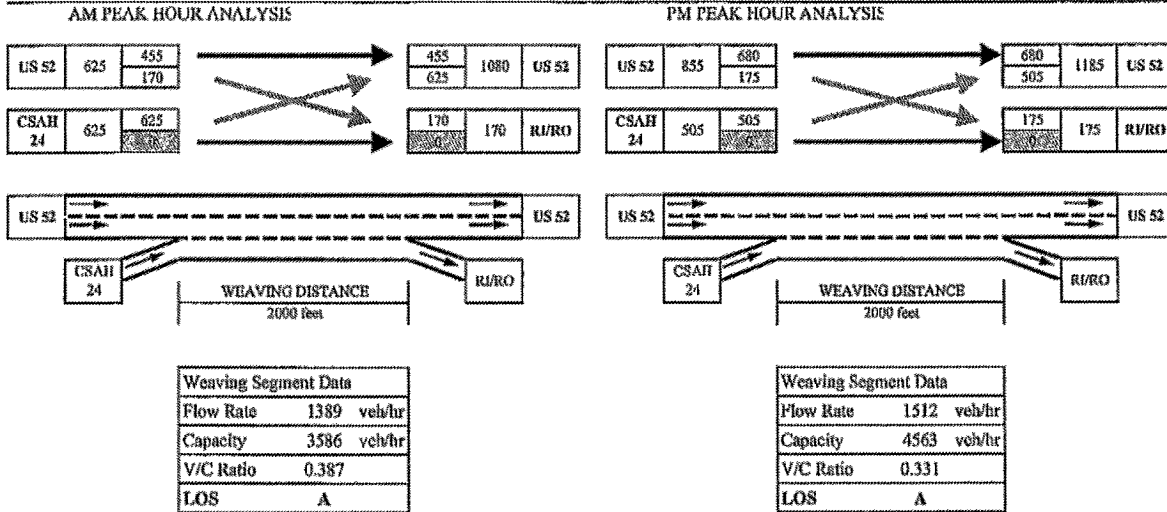 AM PEAK HOUR ANALYSIS
US 52 625 455 170
455 625 1080 US 52
CSAH 24 625 625
170 0 170 RI/RO
US 52
US 52
CSAH 24
RI/RO
WEAVING DISTANCE
2000 feet
Weaving Segment Data
Flow Rate 1389 veh/hr
Capacity 3586 veh/hr
V/C Ratio 0.387
LOS A
PM PEAK HOUR ANALYSIS
US 52 855 680 175
680 505 1185 US 52
CSAH 24 505 505 0
175 0 175 RI/RO
US 52
US 52
CSAH 24
RI/RO
WEAVING DISTANCE
2000 feet
Weaving Segment Data
Flow Rate 1512 veh/hr
Capacity 4563 veh/hr
V/C Ratio 0.331
LOS A